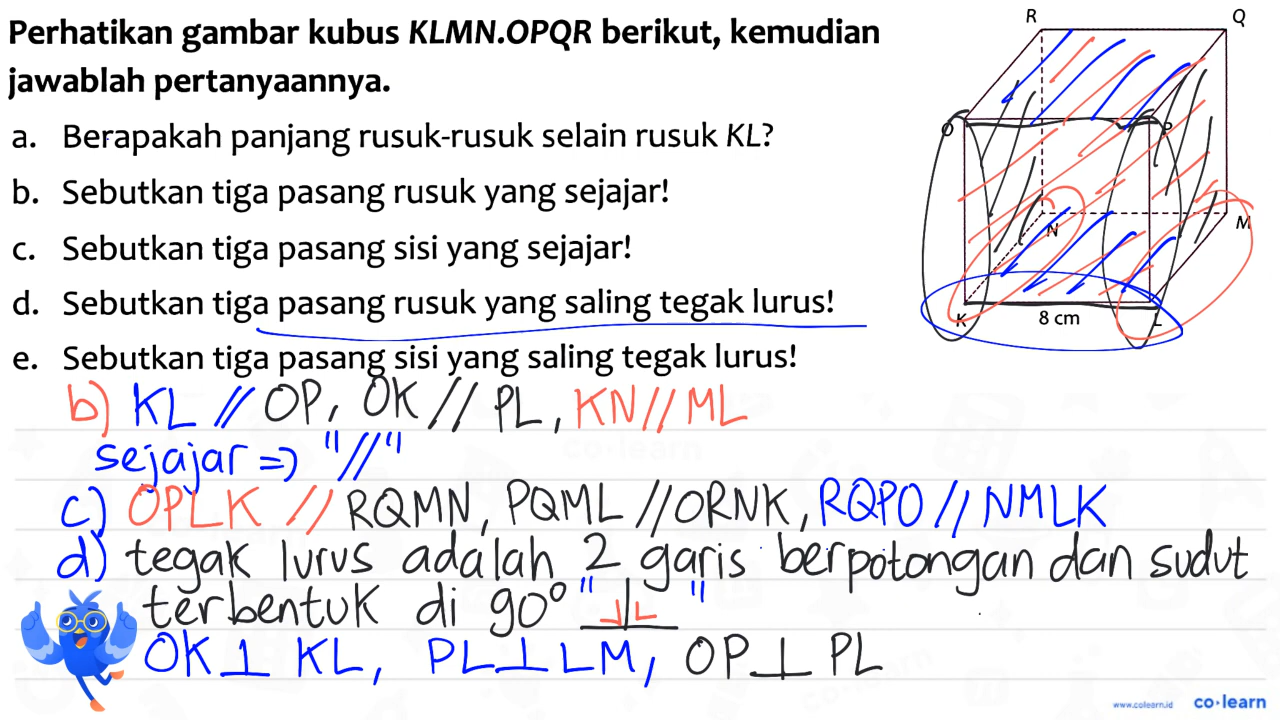 Perhatikan gambar kubus KLMN.OPQR berikut, kemudian
jawablah pertanyaannya.
a. Berapakah panjang rusuk-rusuk selain rusuk KL?
b. Sebutkan tiga pasang rusuk yang sejajar!
c. Sebutkan tiga pasang sisi yang sejajar!
d. Sebutkan tiga pasang rusuk yang saling tegak lurus!
e. Sebutkan tiga pasang sisi yang saling tegak lurus!
R Q
O P
N M
K 8 cm L
b) KL // OP, OK // PL, KN // ML
sejajar => "//"
c) OPLK // RQMN, PQML // ORNK, RQPO // NMLK
d) tegak lurus adalah 2 garis berpotongan dan sudut
terbentuk di 90° "⊥"
OK ⊥ KL, PL ⊥ LM, OP ⊥ PL
co-learn
www.colearn.id co·learn